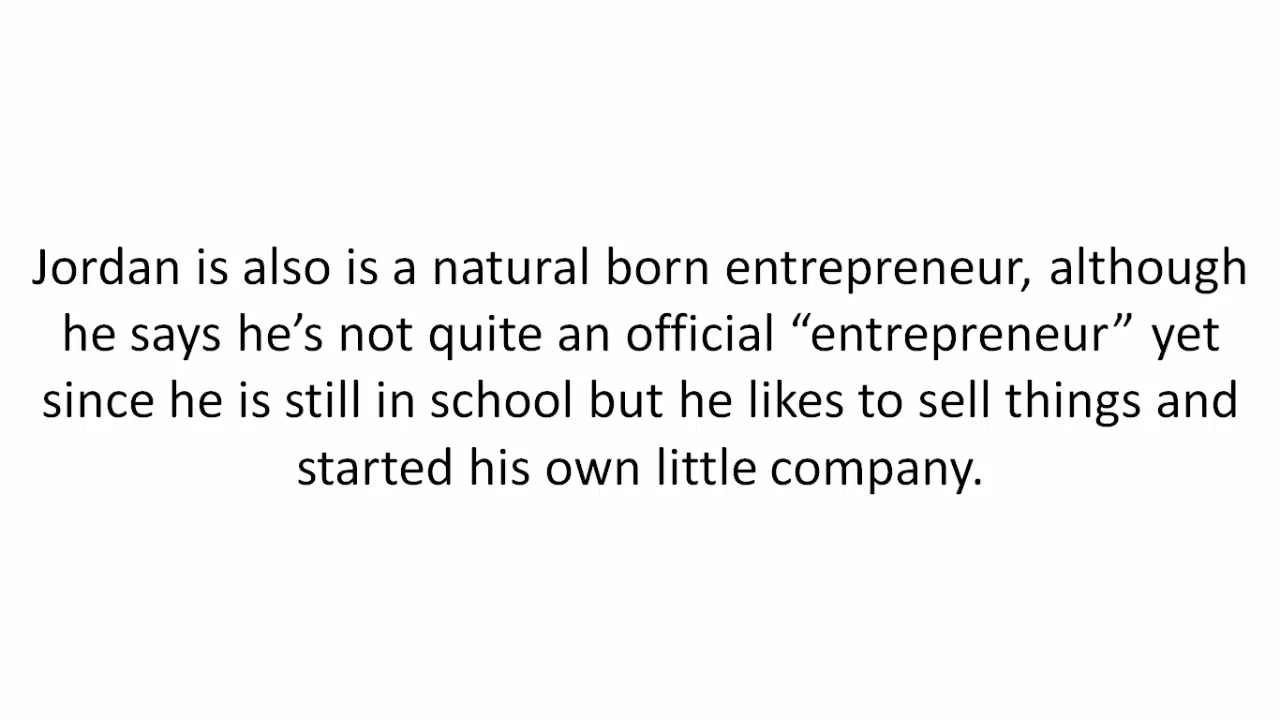 Jordan is also is a natural born entrepreneur, although
he says he’s not quite an official “entrepreneur” yet
since he is still in school but he likes to sell things and
started his own little company.